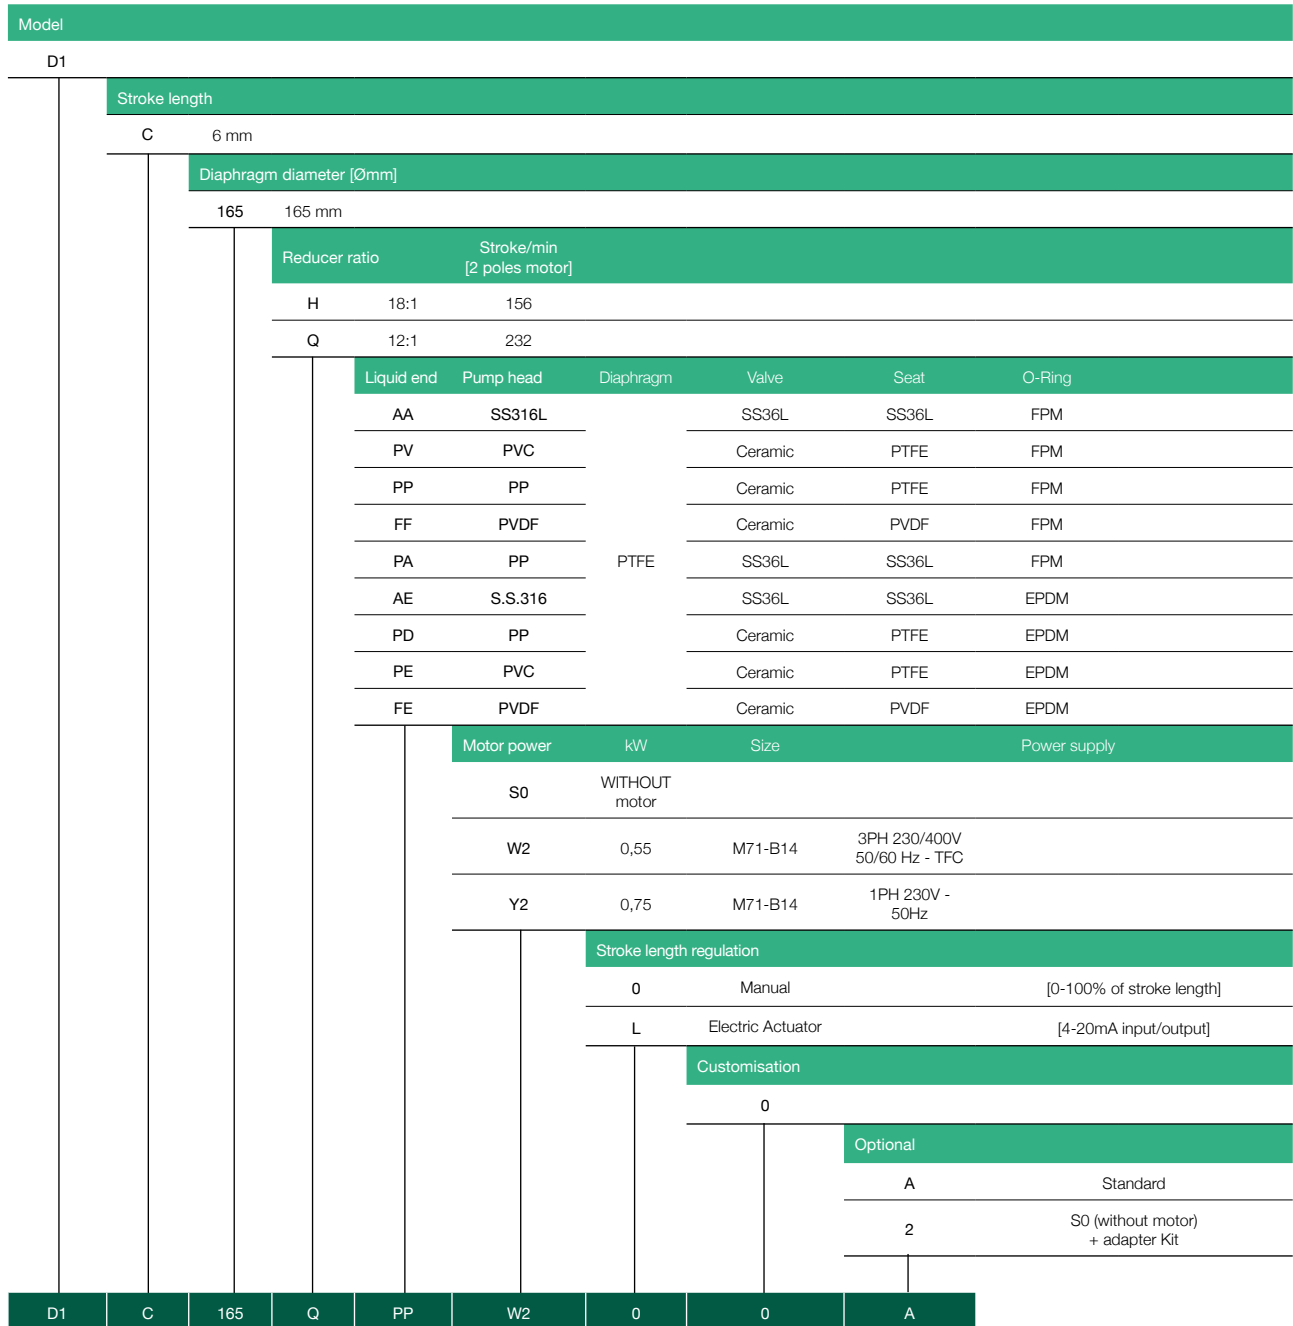 Model
D1
Stroke length
C 6 mm
Diaphragm diameter [Ømm]
165 165 mm
Reducer ratio Stroke/min
[2 poles motor]
H 18:1 156
Q 12:1 232
Liquid end Pump head Diaphragm Valve Seat O-Ring
AA SS316L SS36L SS36L FPM
PV PVC Ceramic PTFE FPM
PP PP Ceramic PTFE FPM
FF PVDF Ceramic PVDF FPM
PA PP PTFE SS36L SS36L FPM
AE S.S.316 SS36L SS36L EPDM
PD PP Ceramic PTFE EPDM
PE PVC Ceramic PTFE EPDM
FE PVDF Ceramic PVDF EPDM
Motor power kW Size Power supply
S0 WITHOUT
motor
W2 0,55 M71-B14 3PH 230/400V
50/60 Hz - TFC
Y2 0,75 M71-B14 1PH 230V -
50Hz
Stroke length regulation
0 Manual [0-100% of stroke length]
L Electric Actuator [4-20mA input/output]
Customisation
0
Optional
A Standard
2 S0 (without motor)
+ adapter Kit
D1 C 165 Q PP W2 0 0 A